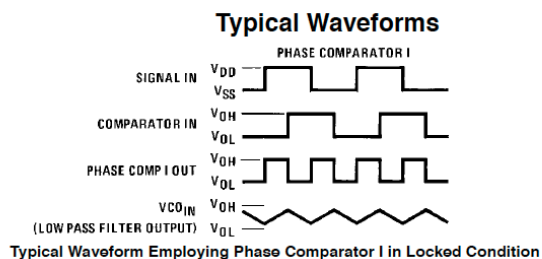 Typical Waveforms
PHASE COMPARATOR I
SIGNAL IN
VDD
VSS
COMPARATOR IN
VOH
VOL
PHASE COMP I OUT
VOH
VOL
VCOIN
(LOW PASS FILTER OUTPUT)
VOH
VOL
Typical Waveform Employing Phase Comparator I in Locked Condition